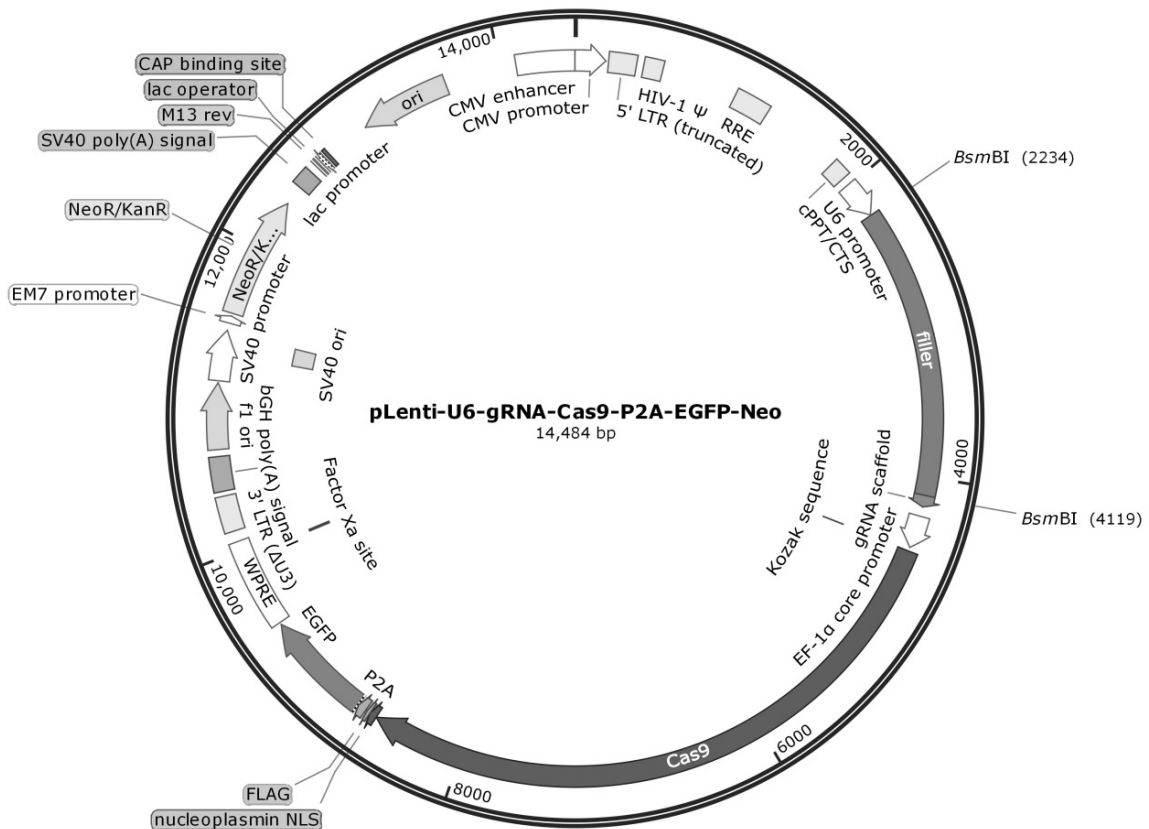 14,000
CAP binding site
lac operator
M13 rev
SV40 poly(A) signal
lac promoter
ori
CMV enhancer
CMV promoter
HIV-1 Ψ
5' LTR (truncated)
RRE
2000
BsmBI (2234)
U6 promoter
cPPT/CTS
NeoR/KanR
12,000
NeoR/K...
EM7 promoter
SV40 promoter
SV40 ori
filler
pLenti-U6-gRNA-Cas9-P2A-EGFP-Neo
14,484 bp
f1 ori
bGH poly(A) signal
3' LTR (ΔU3)
Factor Xa site
WPRE
10,000
Kozak sequence
gRNA scaffold
4000
BsmBI (4119)
EF-1α core promoter
EGFP
P2A
Cas9
6000
8000
FLAG
nucleoplasmin NLS